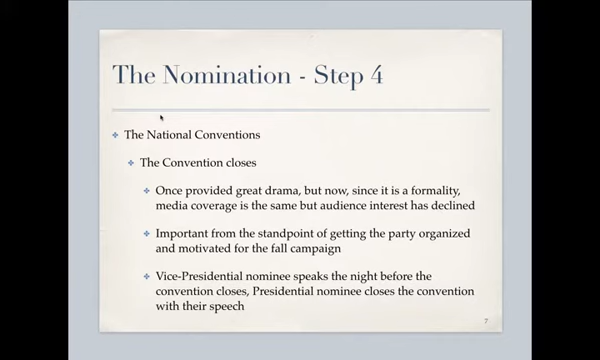 The Nomination - Step 4
The National Conventions
The Convention closes
Once provided great drama, but now, since it is a formality,
media coverage is the same but audience interest has declined
Important from the standpoint of getting the party organized
and motivated for the fall campaign
Vice-Presidential nominee speaks the night before the
convention closes, Presidential nominee closes the convention
with their speech
7